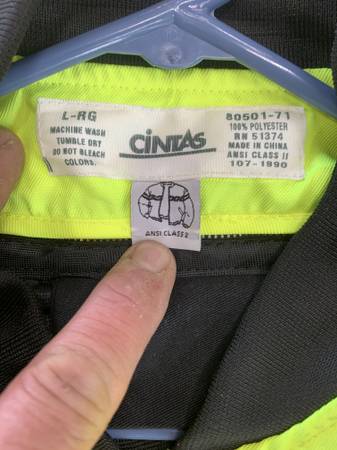 L-RG
MACHINE WASH
TUMBLE DRY
DO NOT BLEACH
COLORS.
CINTAS
80501-71
100% POLYESTER
RN 51374
MADE IN CHINA
ANSI CLASS II
107-1990
ANSI CLASS 2